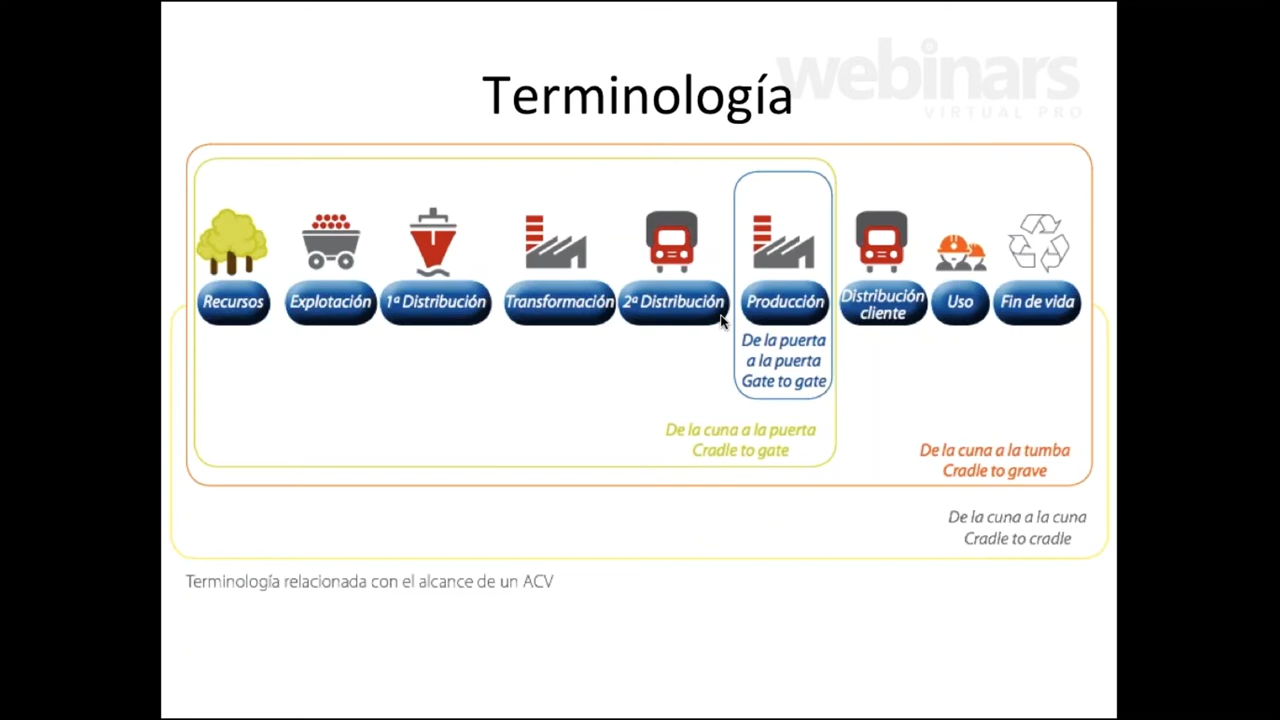 webinars
VIRTUAL PRO
Terminología
Recursos
Explotación
1ª Distribución
Transformación
2ª Distribución
Producción
Distribución
cliente
Uso
Fin de vida
De la puerta
a la puerta
Gate to gate
De la cuna a la puerta
Cradle to gate
De la cuna a la tumba
Cradle to grave
De la cuna a la cuna
Cradle to cradle
Terminología relacionada con el alcance de un ACV